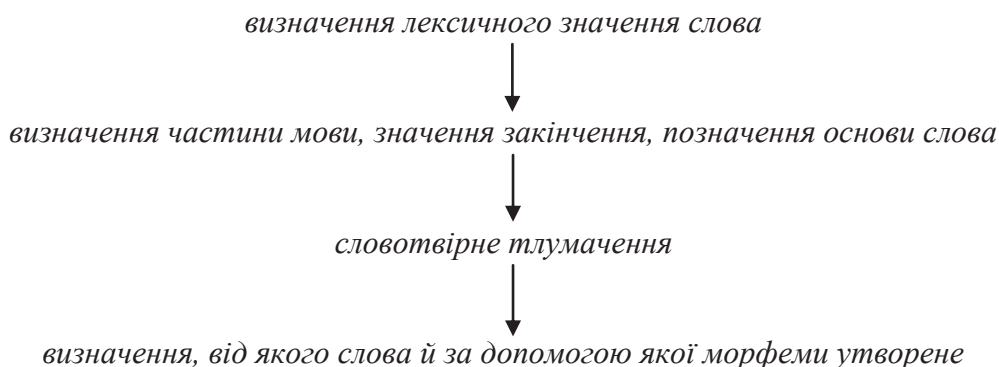 визначення лексичного значення слова
визначення частини мови, значення закінчення, позначення основи слова
словотвірне тлумачення
визначення, від якого слова й за допомогою якої морфеми утворене